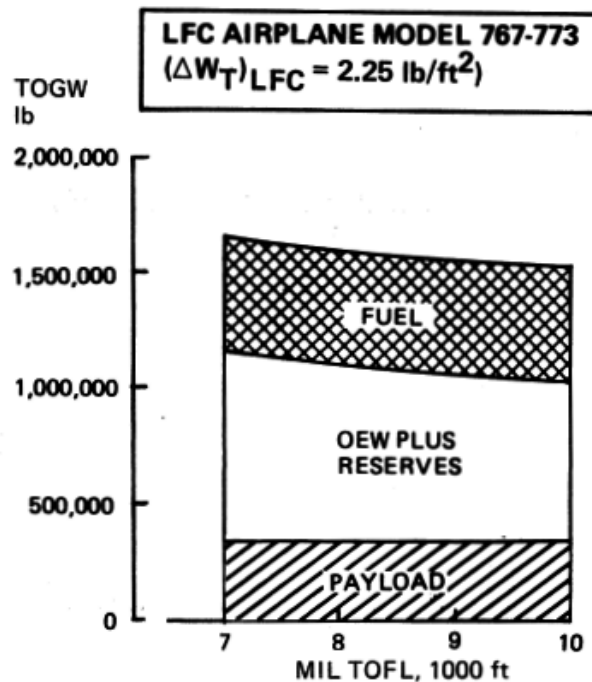 LFC AIRPLANE MODEL 767-773
(ΔW_T)_LFC = 2.25 lb/ft²)
TOGW
lb
2,000,000
1,500,000
FUEL
1,000,000
OEW PLUS
RESERVES
500,000
PAYLOAD
0
7 8 9 10
MIL TOFL, 1000 ft